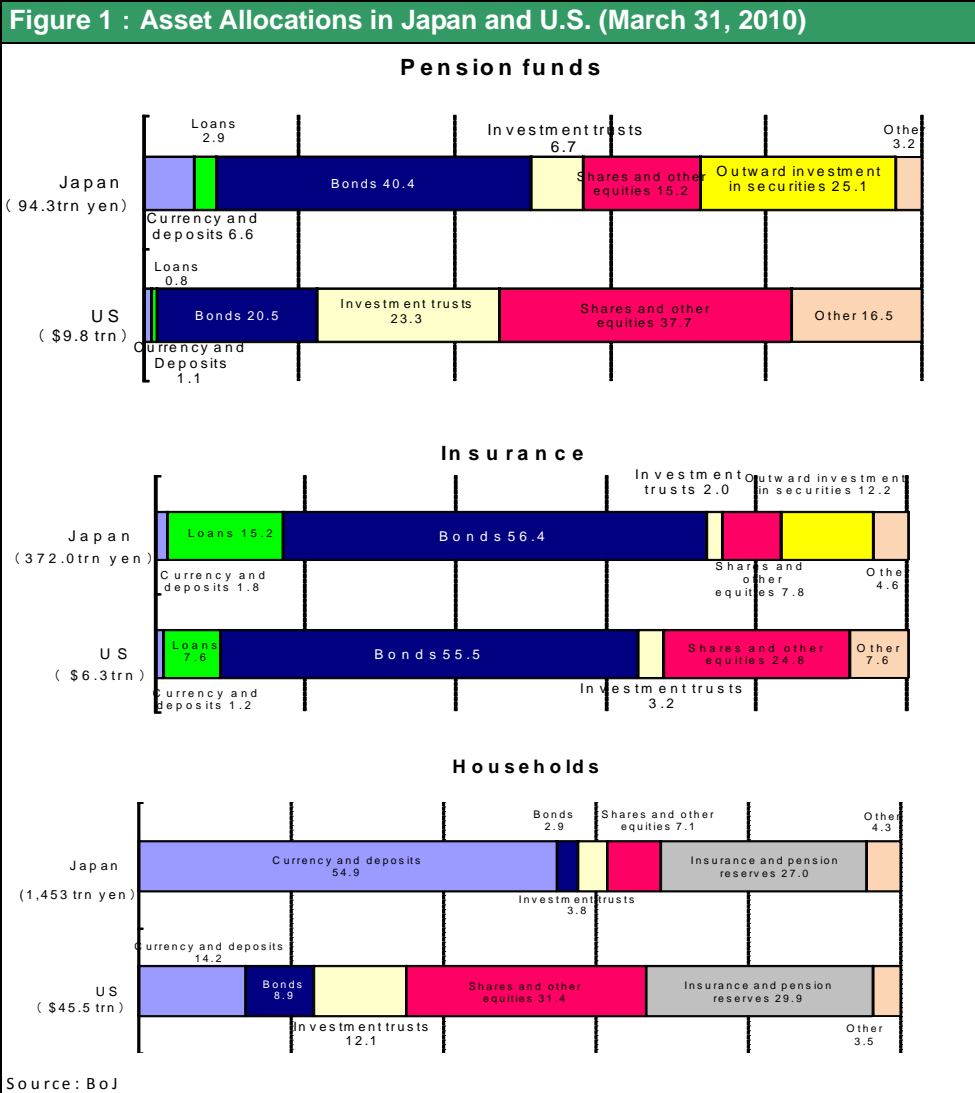 Figure 1 : Asset Allocations in Japan and U.S. (March 31, 2010)
Pension funds
Loans
2.9
Investment trusts
6.7
Other
3.2
Japan
( 94.3trn yen)
Bonds 40.4
Shares and other
equities 15.2
Outward investment
in securities 25.1
Currency and
deposits 6.6
Loans
0.8
US
( $9.8 trn )
Bonds 20.5
Investment trusts
23.3
Shares and other
equities 37.7
Other 16.5
Currency and
Deposits
1.1
Insurance
Investment
trusts 2.0
Outward investment
in securities 12.2
Japan
(372.0trn yen)
Loans 15.2
Bonds 56.4
Currency and
deposits 1.8
Shares and
other
equities 7.8
Othe
4.6
US
( $6.3trn )
Loans
7.6
Bonds 55.5
Shares and other
equities 24.8
Other
7.6
Currency and
deposits 1.2
Investment trusts
3.2
Households
Bonds
2.9
Shares and other
equities 7.1
Other
4.3
Japan
(1,453 trn yen)
Currency and deposits
54.9
Insurance and pension
reserves 27.0
Investment trusts
3.8
Currency and deposits
14.2
US
( $45.5 trn )
Bonds
8.9
Shares and other
equities 31.4
Insurance and pension
reserves 29.9
Investment trusts
12.1
Other
3.5
Source: BoJ